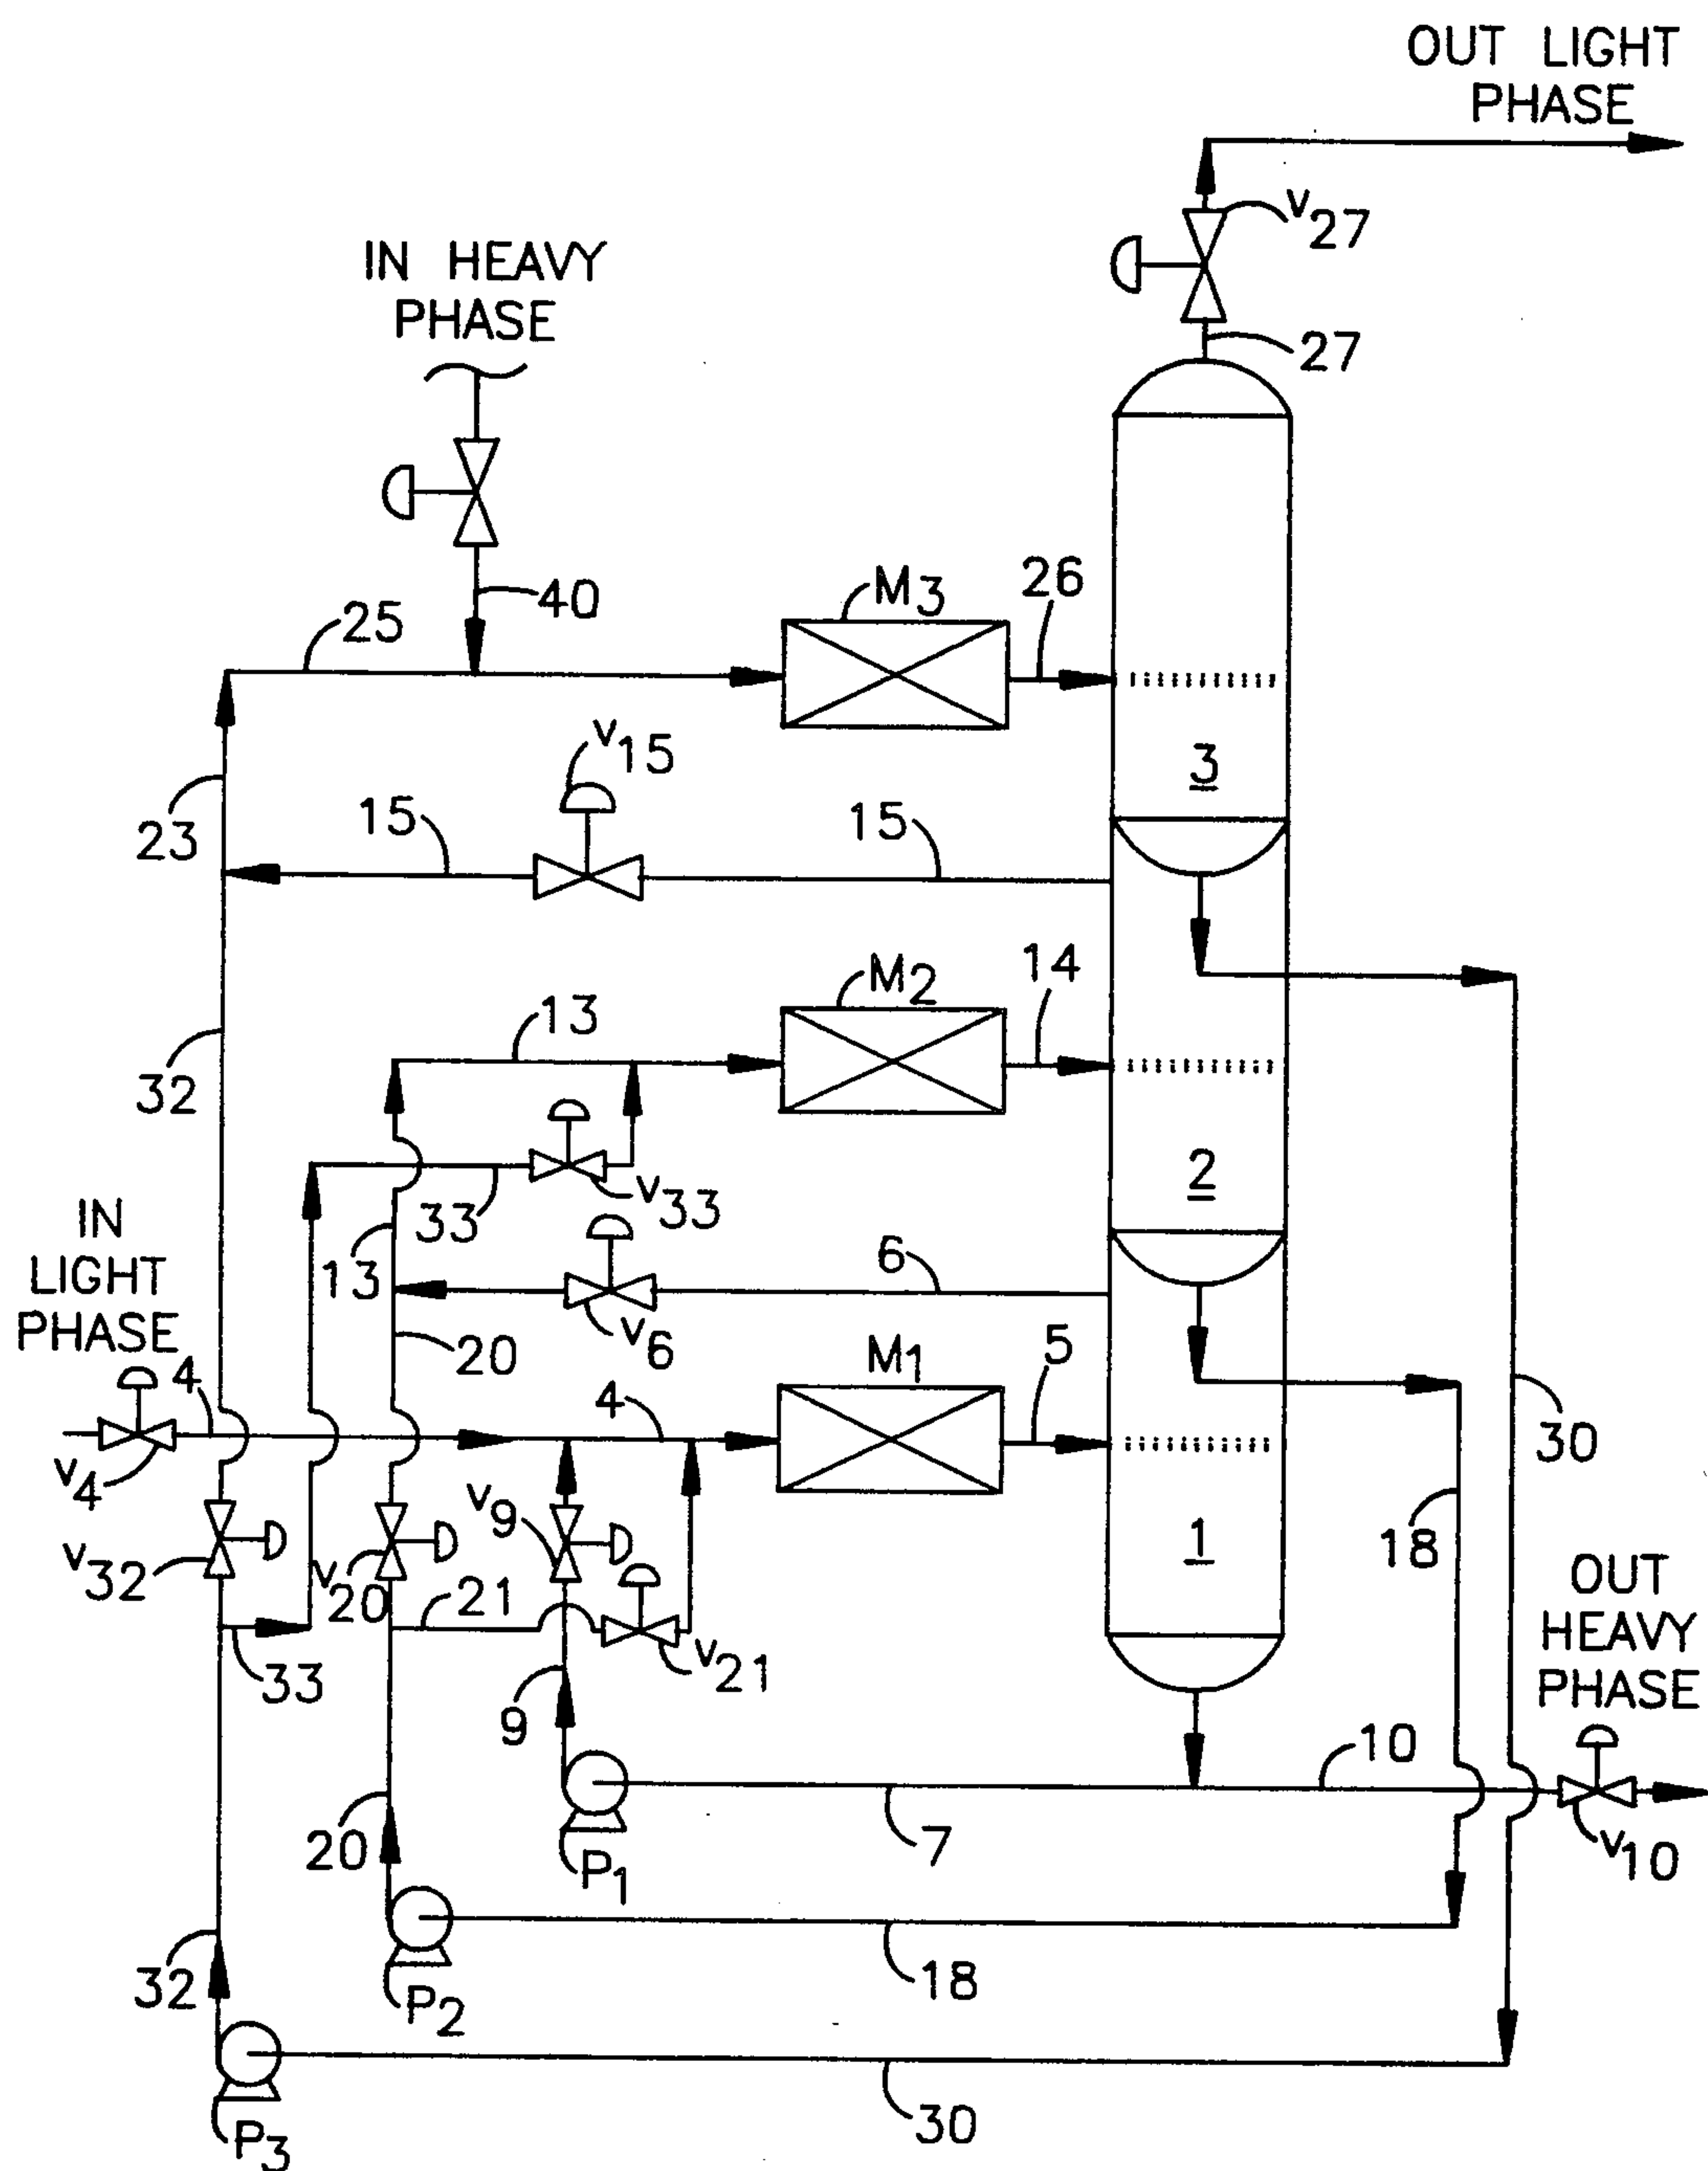 OUT LIGHT
PHASE
V27
IN HEAVY
PHASE
27
40
M3
26
25
V15
3
23
15
15
M2
14
13
32
33
V33
2
IN
LIGHT
PHASE
13
6
V6
20
M1
5
4
4
30
V4
V9
18
1
V32
V20
21
OUT
HEAVY
PHASE
33
V21
9
10
20
P1
7
V10
32
P2
18
P3
30